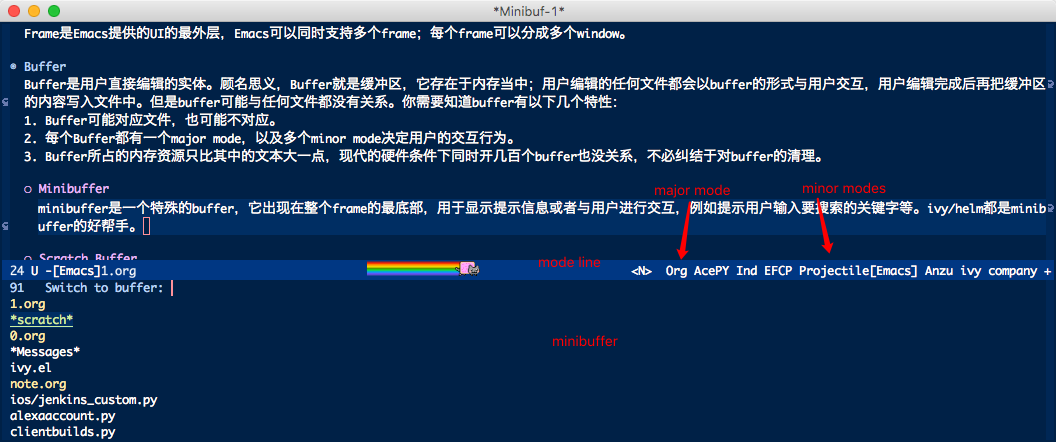 *Minibuf-1*
Frame是Emacs提供的UI的最外层，Emacs可以同时支持多个frame；每个frame可以分成多个window。
Buffer
Buffer是用户直接编辑的实体。顾名思义，Buffer就是缓冲区，它存在于内存当中；用户编辑的任何文件都会以buffer的形式与用户交互，用户编辑完成后再把缓冲区
的内容写入文件中。但是buffer可能与任何文件都没有关系。你需要知道buffer有以下几个特性：
1. Buffer可能对应文件，也可能不对应。
2. 每个Buffer都有一个major mode，以及多个minor mode决定用户的交互行为。
3. Buffer所占的内存资源只比其中的文本大一点，现代的硬件条件下同时开几百个buffer也没关系，不必纠结于对buffer的清理。
Minibuffer
major mode
minor modes
minibuffer是一个特殊的buffer，它出现在整个frame的最底部，用于显示提示信息或者与用户进行交互，例如提示用户输入要搜索的关键字等。ivy/helm都是minib
uffer的好帮手。
Scratch Buffer
24 U -[Emacs]1.org
mode line
<N> Org AcePY Ind EFCP Projectile[Emacs] Anzu ivy company +
91 Switch to buffer:
1.org
*scratch*
0.org
minibuffer
*Messages*
ivy.el
note.org
ios/jenkins_custom.py
alexaaccount.py
clientbuilds.py